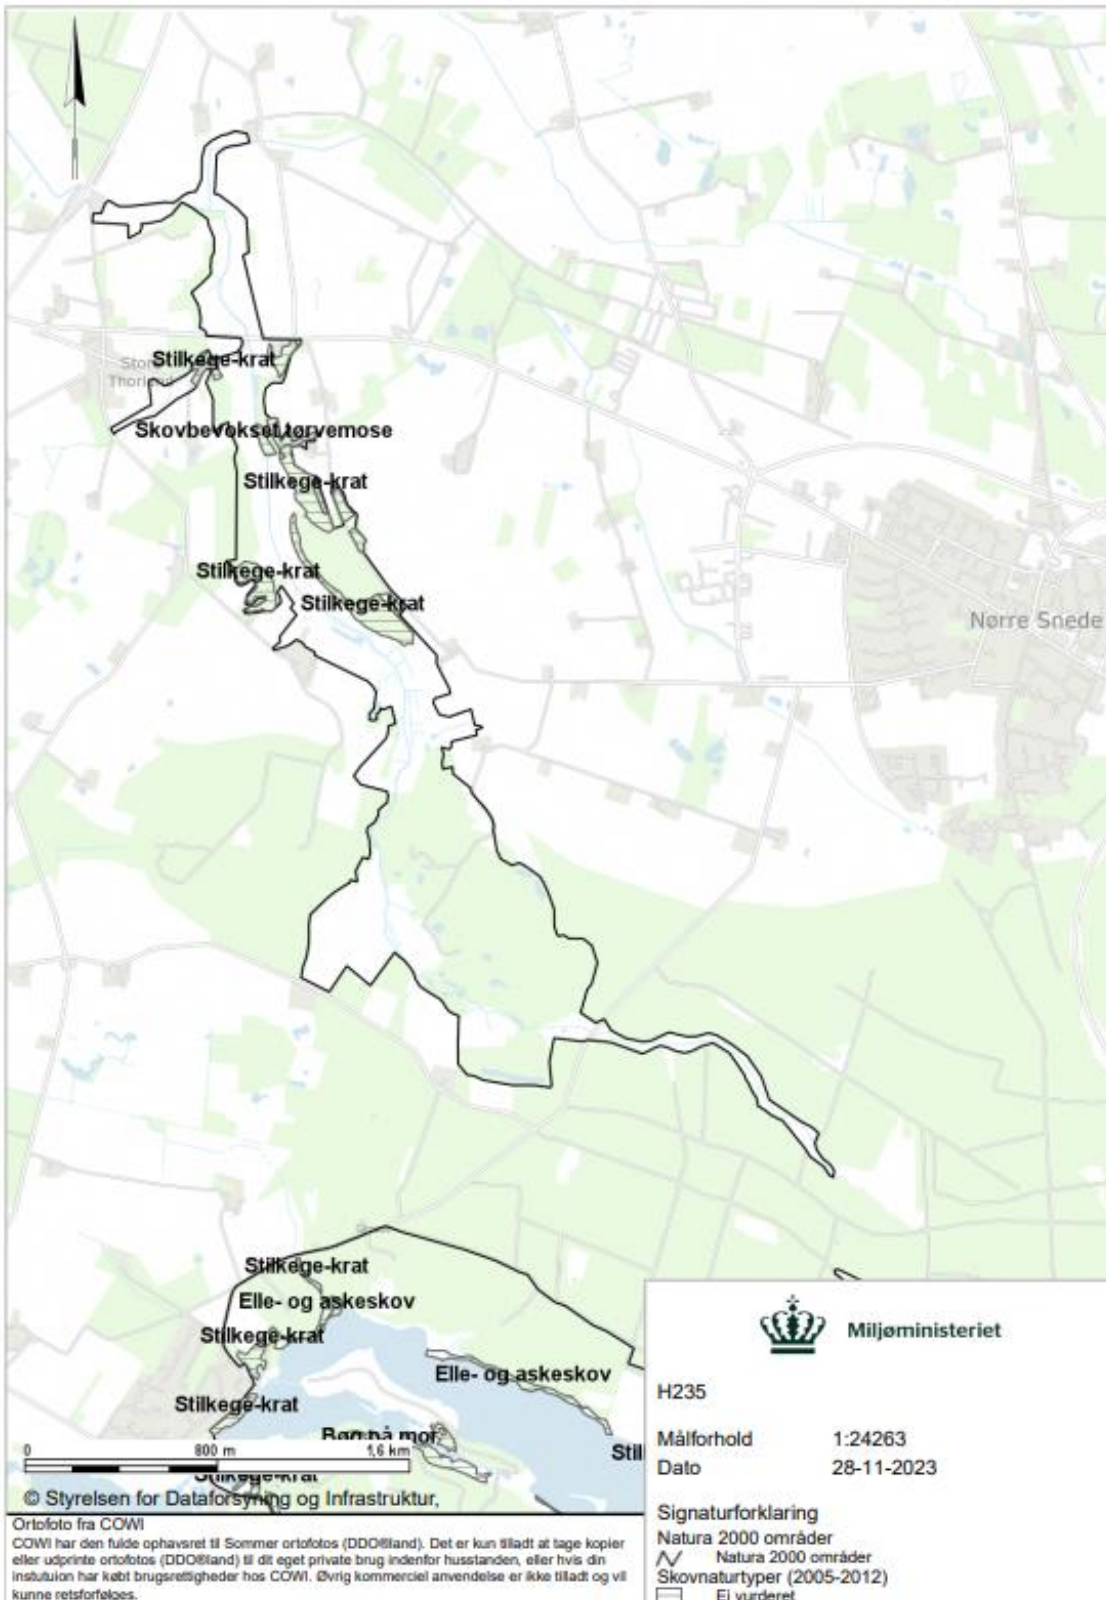 Stilkege-krat
Skovbevokset tørvemose
Stilkege-krat
Stilkege-krat
Stilkege-krat
Nørre Snede
Stilkege-krat
Elle- og askeskov
Stilkege-krat
Elle- og askeskov
Stilkege-krat
Bøg på mor
Stil
0 800 m 1,6 km
Stilkege-krat
© Styrelsen for Dataforsyning og Infrastruktur,
Ortofoto fra COWI
COWI har den fulde ophavsret til Sommer ortofotos (DDO®land). Det er kun tilladt at tage kopier
eller udprinte ortofotos (DDO®land) til dit eget private brug indenfor husstanden, eller hvis din
instutuion har købt brugsrettigheder hos COWI. Øvrig kommerciel anvendelse er ikke tilladt og vil
kunne retsforfølges.
Miljøministeriet
H235
Målforhold 1:24263
Dato 28-11-2023
Signaturforklaring
Natura 2000 områder
Natura 2000 områder
Skovnaturtyper (2005-2012)
Ej vurderet